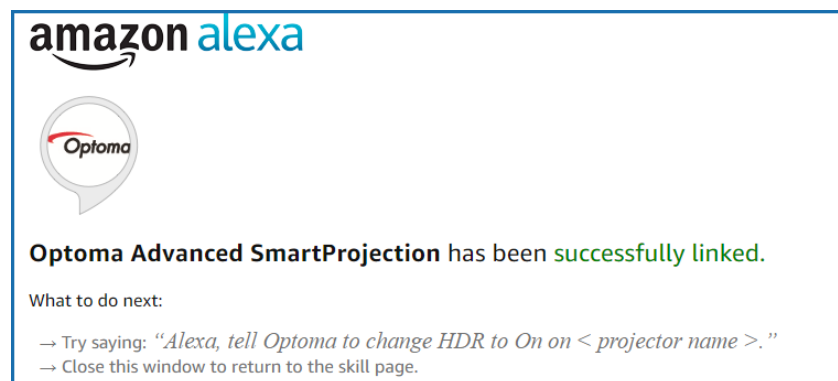 amazon alexa
Optoma
Optoma Advanced SmartProjection has been successfully linked.
What to do next:
→ Try saying: “Alexa, tell Optoma to change HDR to On on < projector name >.”
→ Close this window to return to the skill page.